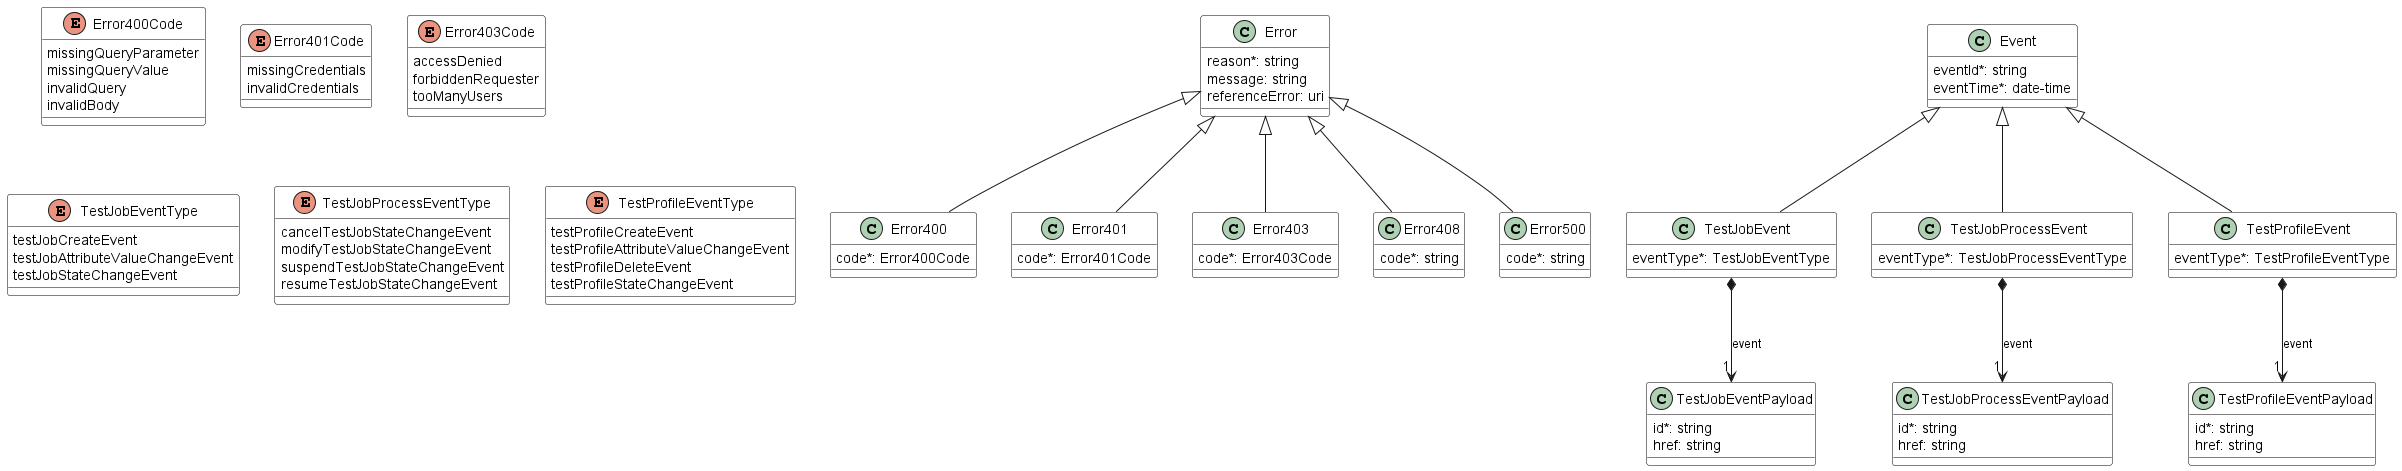 E Error400Code
missingQueryParameter
missingQueryValue
invalidQuery
invalidBody
E Error401Code
missingCredentials
invalidCredentials
E Error403Code
accessDenied
forbiddenRequester
tooManyUsers
C Error
reason*: string
message: string
referenceError: uri
C Event
eventId*: string
eventTime*: date-time
E TestJobEventType
testJobCreateEvent
testJobAttributeValueChangeEvent
testJobStateChangeEvent
E TestJobProcessEventType
cancelTestJobStateChangeEvent
modifyTestJobStateChangeEvent
suspendTestJobStateChangeEvent
resumeTestJobStateChangeEvent
E TestProfileEventType
testProfileCreateEvent
testProfileAttributeValueChangeEvent
testProfileDeleteEvent
testProfileStateChangeEvent
C Error400
code*: Error400Code
C Error401
code*: Error401Code
C Error403
code*: Error403Code
C Error408
code*: string
C Error500
code*: string
C TestJobEvent
eventType*: TestJobEventType
C TestJobProcessEvent
eventType*: TestJobProcessEventType
C TestProfileEvent
eventType*: TestProfileEventType
event
1
event
1
event
1
C TestJobEventPayload
id*: string
href: string
C TestJobProcessEventPayload
id*: string
href: string
C TestProfileEventPayload
id*: string
href: string